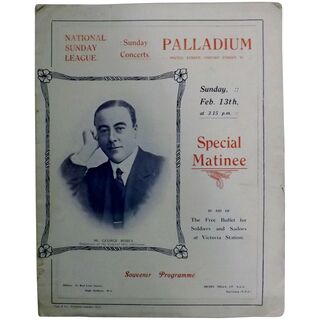 NATIONAL
SUNDAY
LEAGUE
Sunday
Concerts
PALLADIUM
Sunday,
Feb. 13th,
at 3.15 p.m.
Special
Matinee
IN AID OF
The Free Buffet for
Soldiers and Sailors
at Victoria Station.
MR. GEORGE ROBEY
Souvenir Programme